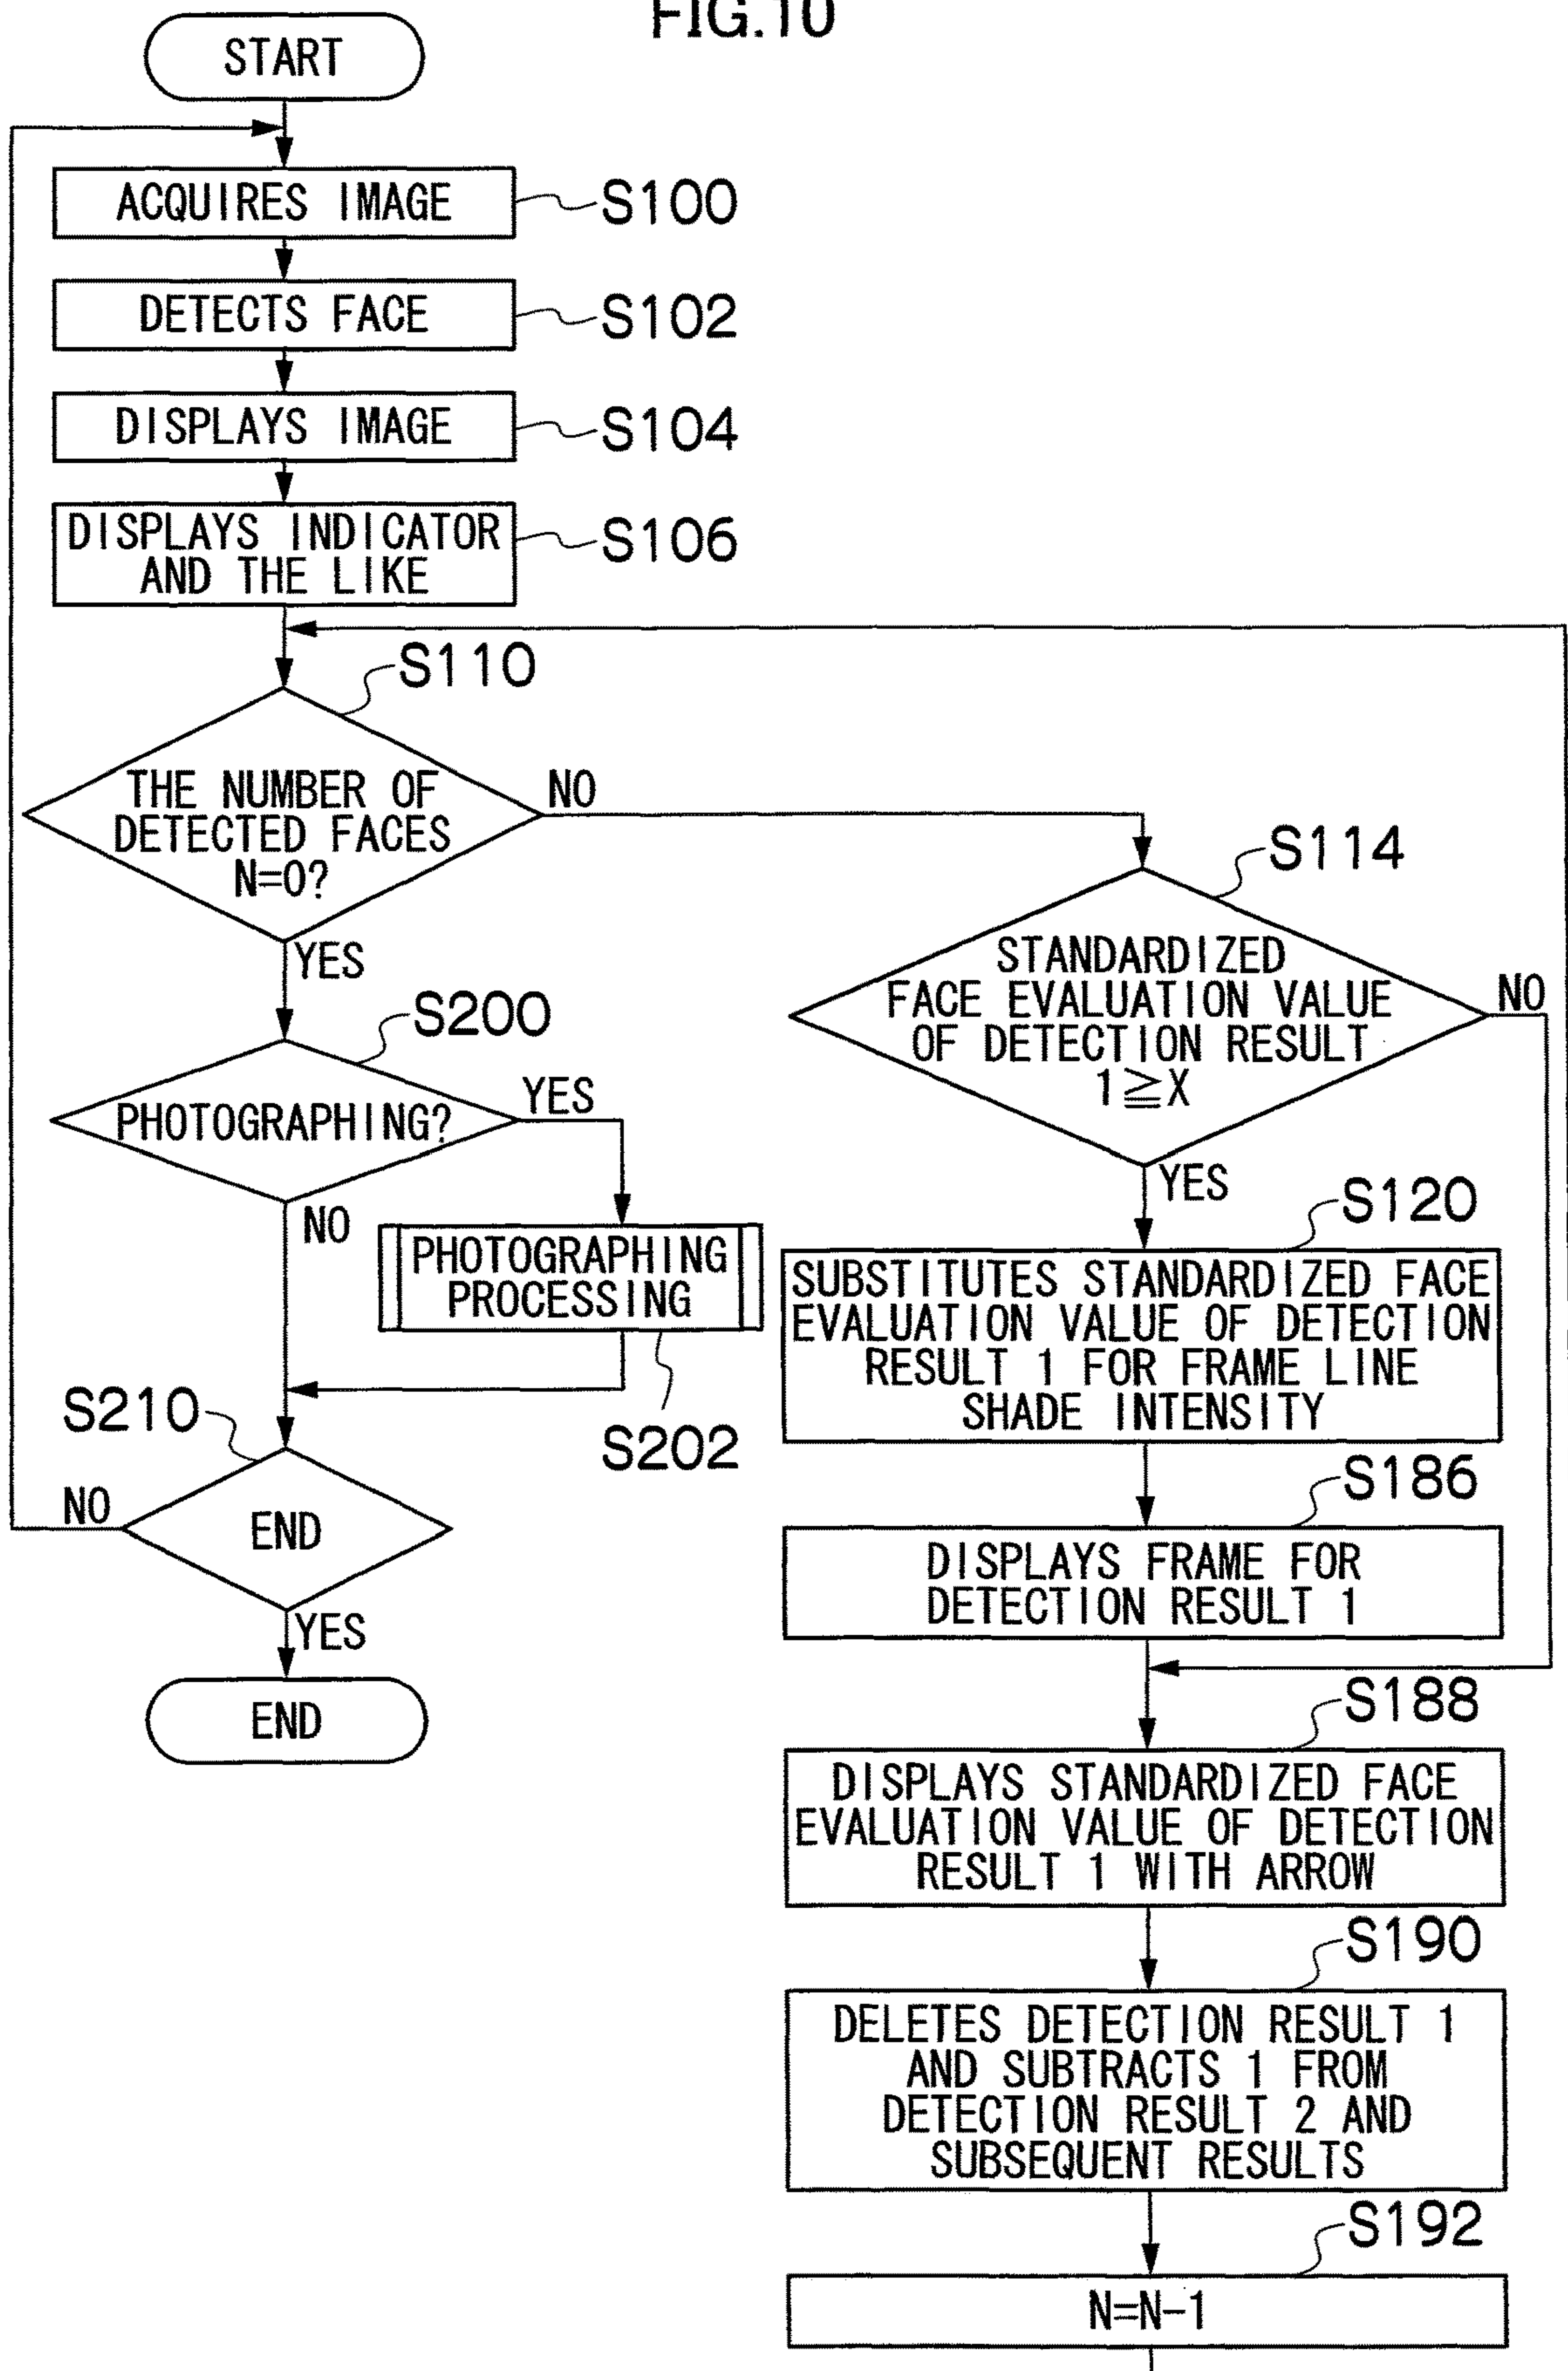 FIG.10
START
ACQUIRES IMAGE
S100
DETECTS FACE
S102
DISPLAYS IMAGE
S104
DISPLAYS INDICATOR
AND THE LIKE
S106
S110
THE NUMBER OF
DETECTED FACES
N=0?
NO
YES
S200
PHOTOGRAPHING?
YES
NO
PHOTOGRAPHING
PROCESSING
S202
S210
END
NO
YES
END
S114
STANDARDIZED
FACE EVALUATION VALUE
OF DETECTION RESULT
1≧X
NO
YES
S120
SUBSTITUTES STANDARDIZED FACE
EVALUATION VALUE OF DETECTION
RESULT 1 FOR FRAME LINE
SHADE INTENSITY
S186
DISPLAYS FRAME FOR
DETECTION RESULT 1
S188
DISPLAYS STANDARDIZED FACE
EVALUATION VALUE OF DETECTION
RESULT 1 WITH ARROW
S190
DELETES DETECTION RESULT 1
AND SUBTRACTS 1 FROM
DETECTION RESULT 2 AND
SUBSEQUENT RESULTS
S192
N=N-1